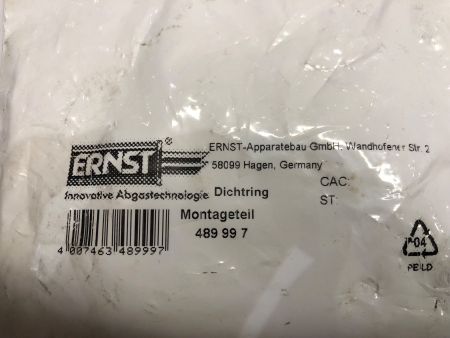 ERNST-Apparatebau GmbH, Wandhofener Str. 2
58099 Hagen, Germany
ERNST®
Innovative Abgastechnologie
Dichtring
CAC:
ST:
Montageteil
489 99 7
4 007463 489997
04
PE-LD